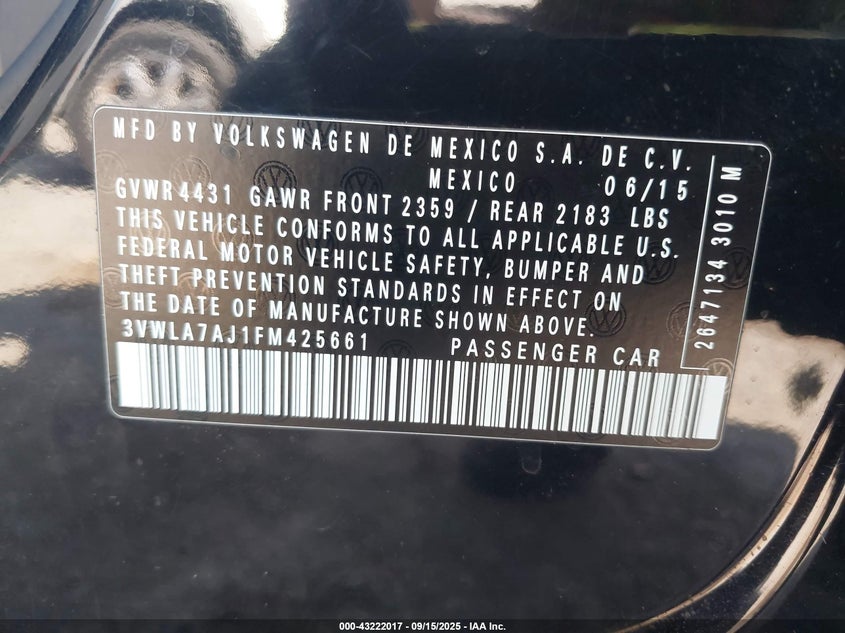 MFD BY VOLKSWAGEN DE MEXICO S.A. DE C.V.
MEXICO 06/15
GVWR 4431 GAWR FRONT 2359 / REAR 2183 LBS
THIS VEHICLE CONFORMS TO ALL APPLICABLE U.S.
FEDERAL MOTOR VEHICLE SAFETY, BUMPER AND
THEFT PREVENTION STANDARDS IN EFFECT ON
THE DATE OF MANUFACTURE SHOWN ABOVE.
3VWLA7AJ1FM425661 PASSENGER CAR
2647134 3010 M
000-43222017 - 09/15/2025 - IAA Inc.